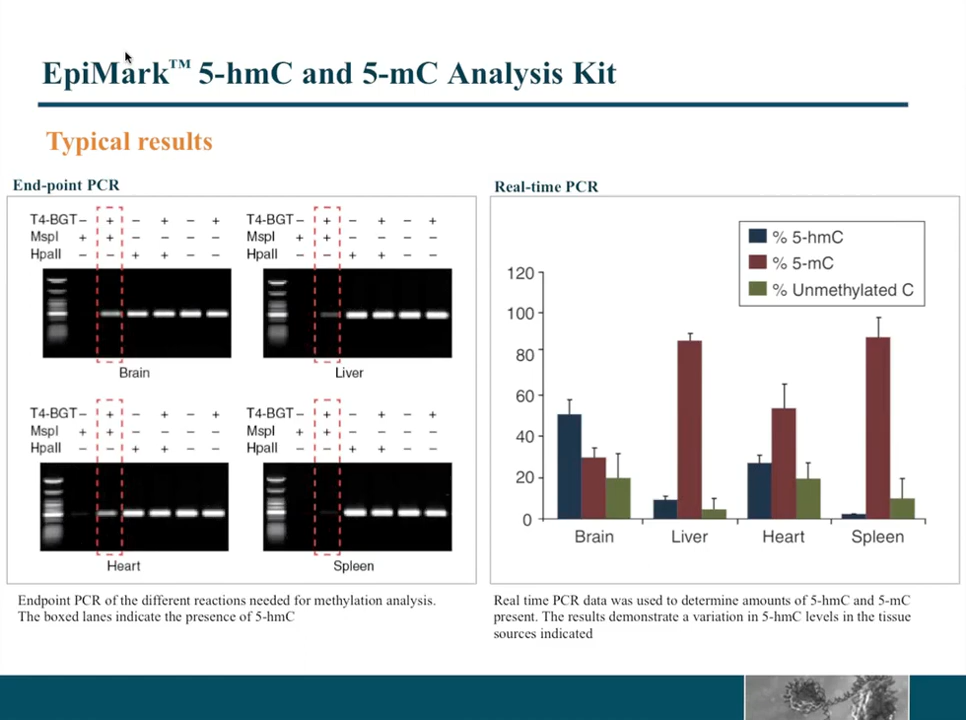 EpiMark™ 5-hmC and 5-mC Analysis Kit
Typical results
End-point PCR
T4-BGT – + – + – +
MspI + + – – – –
HpaII – – + + – –
Brain
T4-BGT – + – + – +
MspI + + – – – –
HpaII – – + + – –
Liver
T4-BGT – + – + – +
MspI + + – – – –
HpaII – – + + – –
Heart
T4-BGT – + – + – +
MspI + + – – – –
HpaII – – + + – –
Spleen
Endpoint PCR of the different reactions needed for methylation analysis.
The boxed lanes indicate the presence of 5-hmC
Real-time PCR
% 5-hmC
% 5-mC
% Unmethylated C
120
100
80
60
40
20
0
Brain Liver Heart Spleen
Real time PCR data was used to determine amounts of 5-hmC and 5-mC
present. The results demonstrate a variation in 5-hmC levels in the tissue
sources indicated